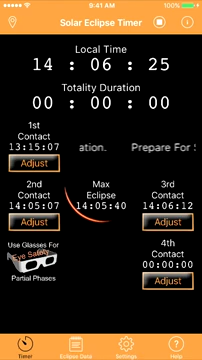 9:41 AM
100%
Solar Eclipse Timer
Local Time
14 : 06 : 25
Totality Duration
00 : 00 : 00
1st
Contact
13:15:07
Adjust
ation. Prepare For
2nd
Contact
14:05:07
Adjust
Max
Eclipse
14:05:40
3rd
Contact
14:06:12
Adjust
Use Glasses For
Eye Safety
Partial Phases
4th
Contact
00:00:00
Adjust
Timer
Eclipse Data
Settings
Help